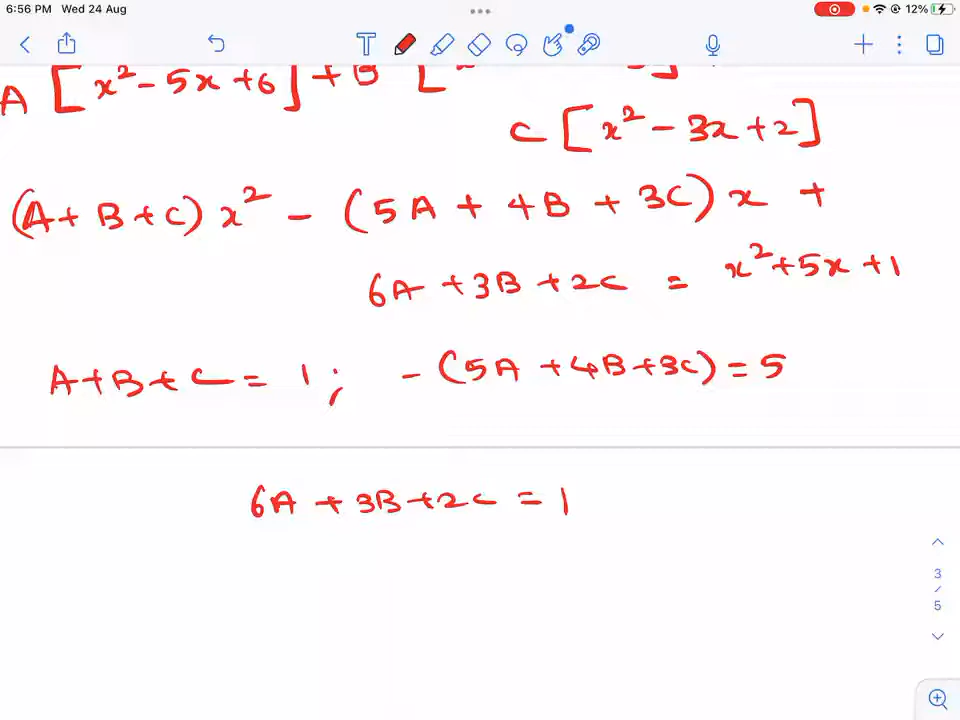 6:56 PM Wed 24 Aug
12%
T
A [x² - 5x + 6] + B [
C [x² - 3x + 2]
(A + B + C) x² - (5A + 4B + 3C) x +
6A + 3B + 2C = x² + 5x + 1
A + B + C = 1 ; - (5A + 4B + 3C) = 5
6A + 3B + 2C = 1
3
/
5